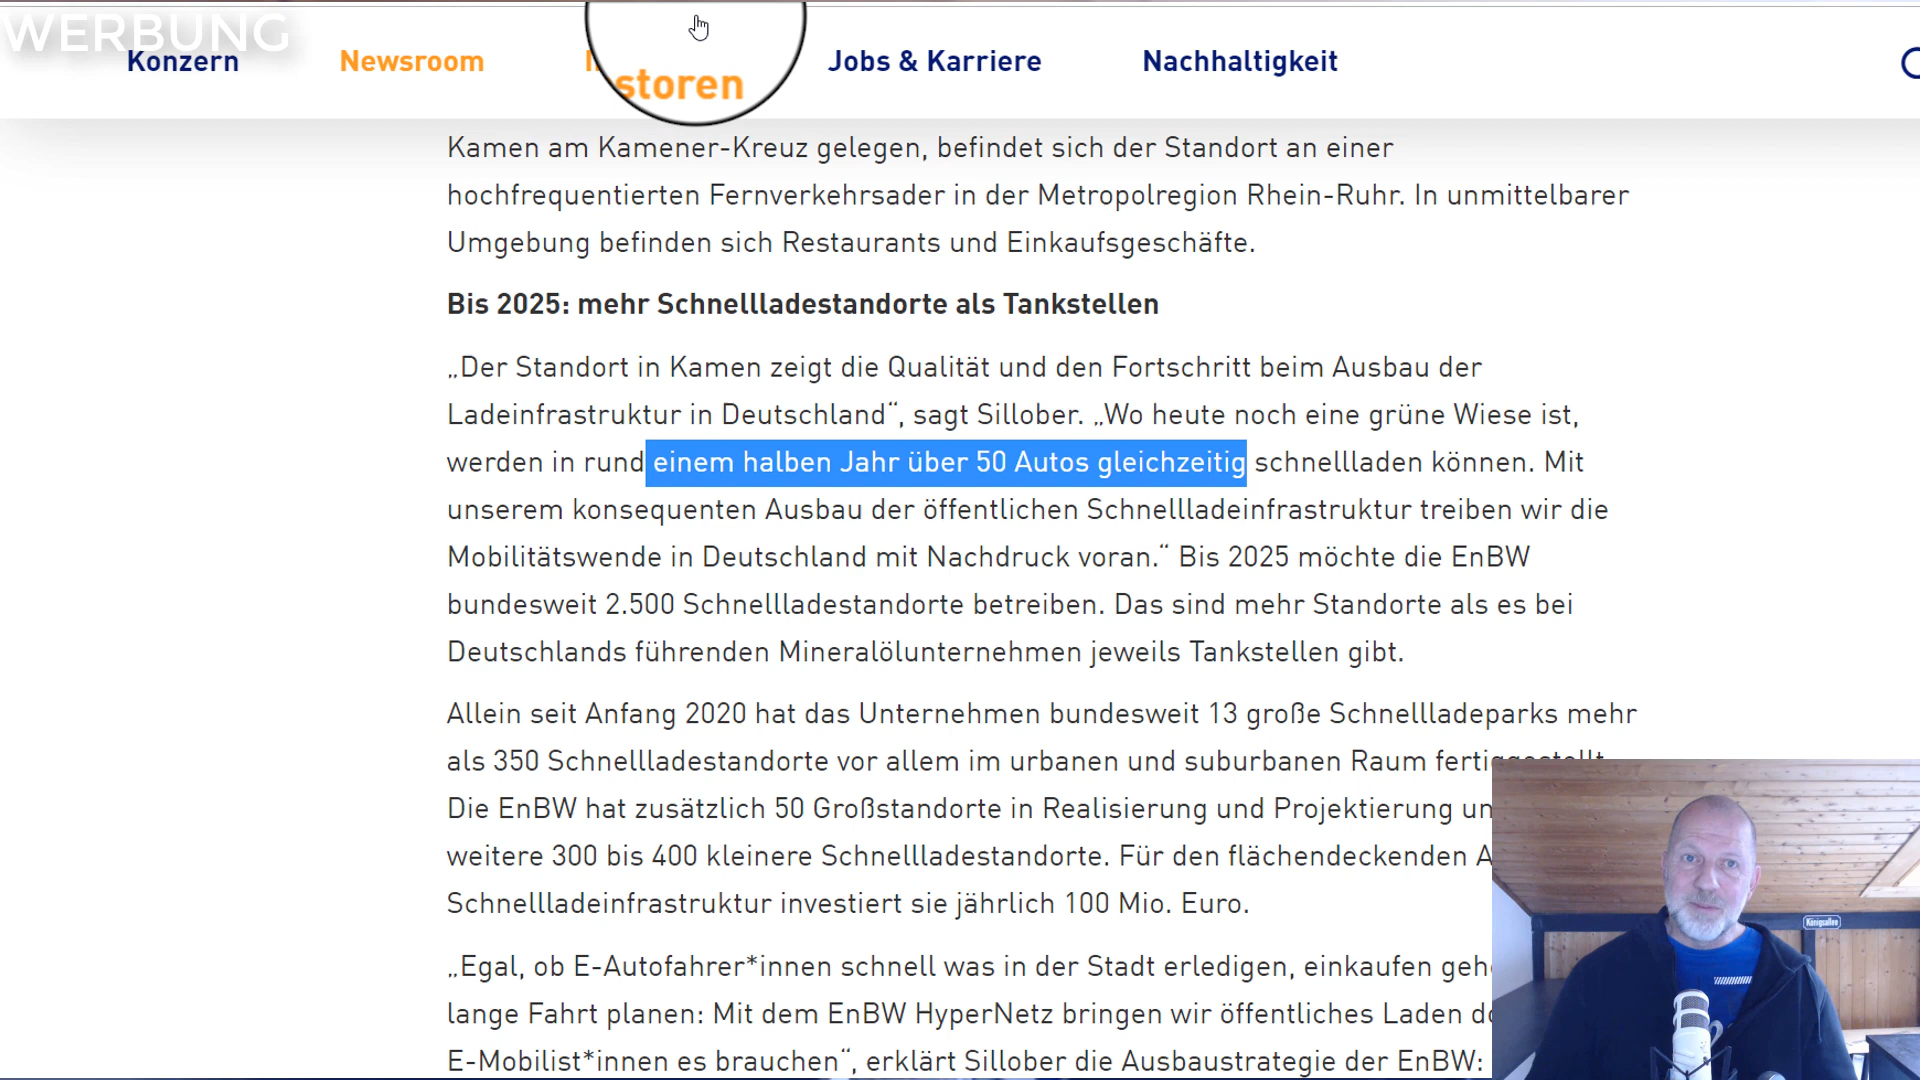 WERBUNG
Konzern
Newsroom
storen
Jobs & Karriere
Nachhaltigkeit
Kamen am Kamener-Kreuz gelegen, befindet sich der Standort an einer
hochfrequentierten Fernverkehrsader in der Metropolregion Rhein-Ruhr. In unmittelbarer
Umgebung befinden sich Restaurants und Einkaufsgeschäfte.
Bis 2025: mehr Schnellladestandorte als Tankstellen
„Der Standort in Kamen zeigt die Qualität und den Fortschritt beim Ausbau der
Ladeinfrastruktur in Deutschland“, sagt Sillober. „Wo heute noch eine grüne Wiese ist,
werden in rund einem halben Jahr über 50 Autos gleichzeitig schnellladen können. Mit
unserem konsequenten Ausbau der öffentlichen Schnellladeinfrastruktur treiben wir die
Mobilitätswende in Deutschland mit Nachdruck voran.“ Bis 2025 möchte die EnBW
bundesweit 2.500 Schnellladestandorte betreiben. Das sind mehr Standorte als es bei
Deutschlands führenden Mineralölunternehmen jeweils Tankstellen gibt.
Allein seit Anfang 2020 hat das Unternehmen bundesweit 13 große Schnellladeparks mehr
als 350 Schnellladestandorte vor allem im urbanen und suburbanen Raum fertiggestellt.
Die EnBW hat zusätzlich 50 Großstandorte in Realisierung und Projektierung un
weitere 300 bis 400 kleinere Schnellladestandorte. Für den flächendeckenden A
Schnellladeinfrastruktur investiert sie jährlich 100 Mio. Euro.
„Egal, ob E-Autofahrer*innen schnell was in der Stadt erledigen, einkaufen geh
lange Fahrt planen: Mit dem EnBW HyperNetz bringen wir öffentliches Laden do
E-Mobilist*innen es brauchen“, erklärt Sillober die Ausbaustrategie der EnBW:
Königsallee